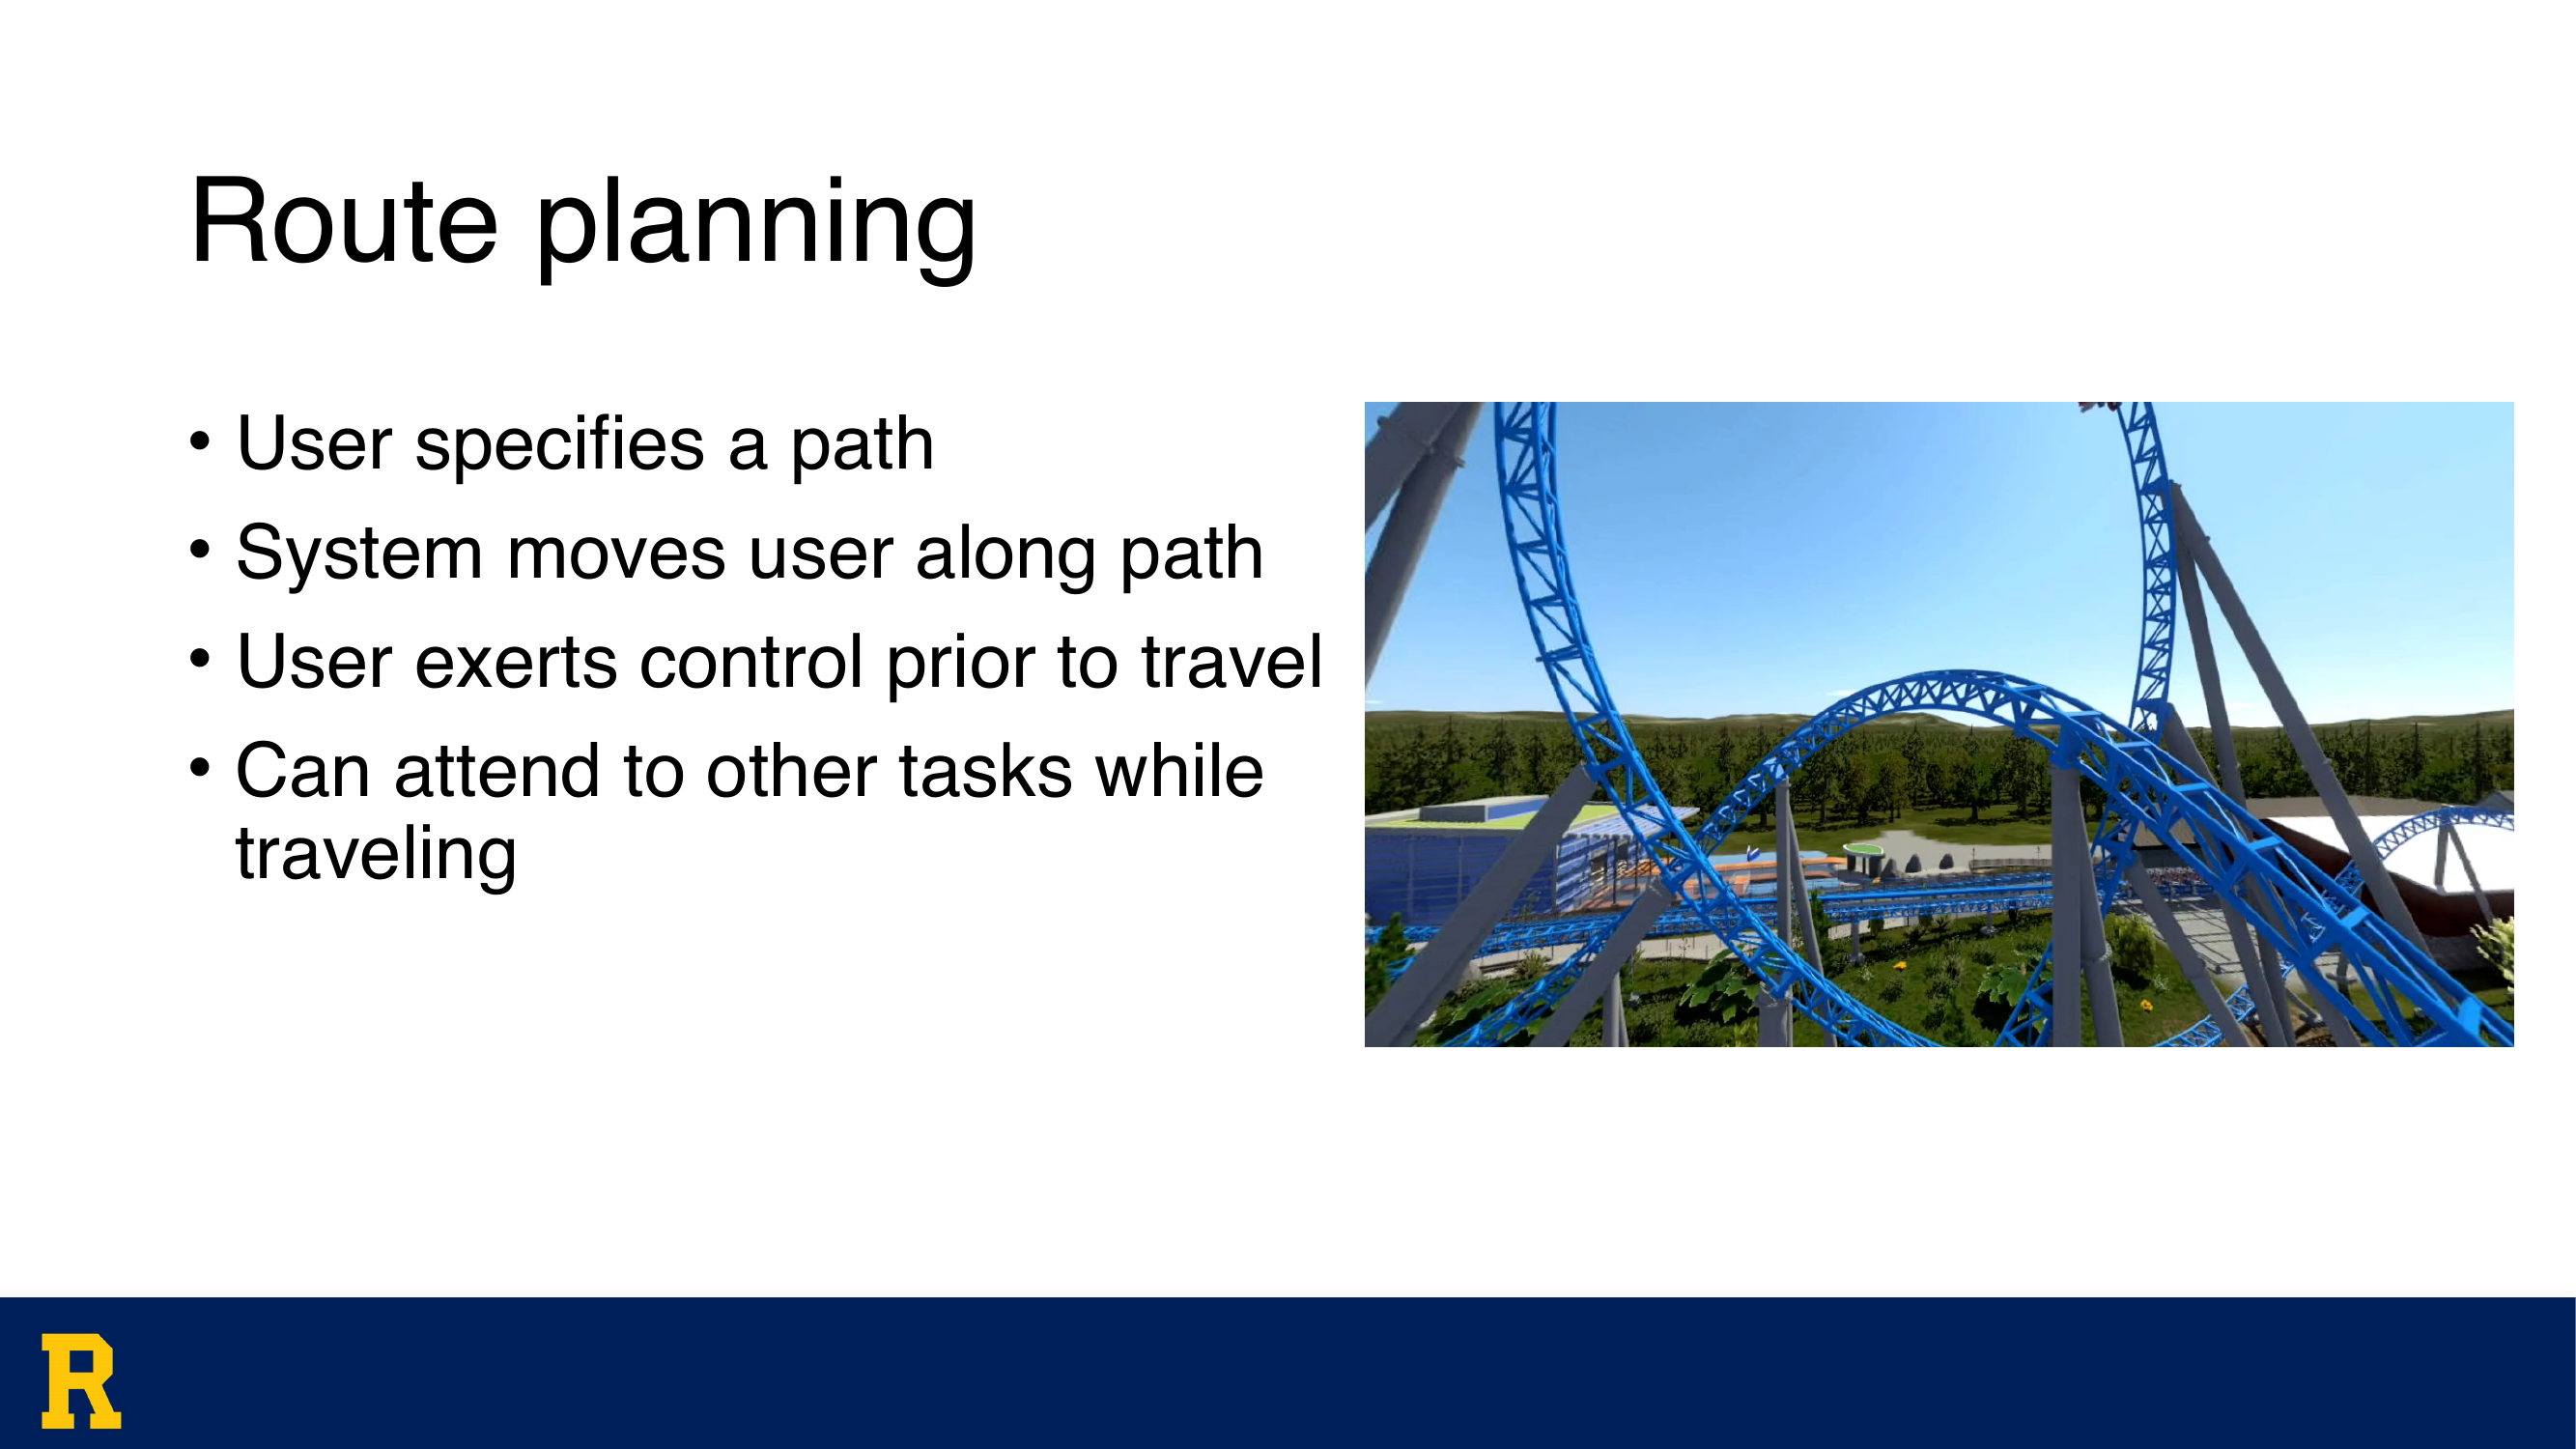 Route planning
• User specifies a path
• System moves user along path
• User exerts control prior to travel
• Can attend to other tasks while
traveling
R